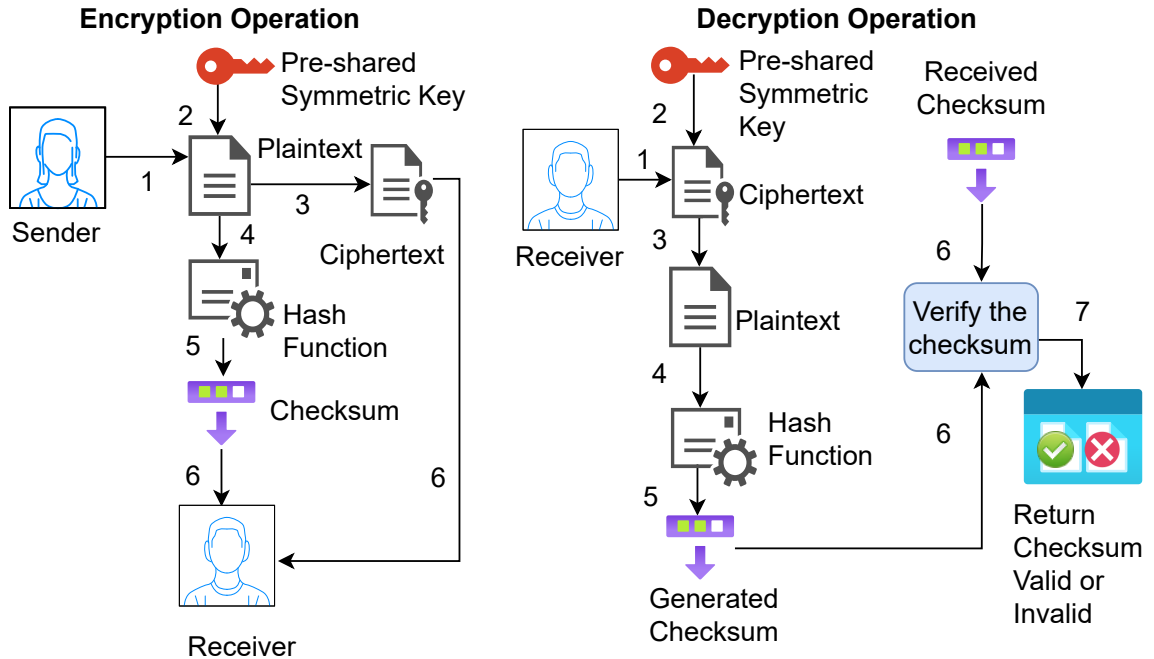 Encryption Operation
Pre-shared
Symmetric Key
2
Plaintext
1
3
Sender
4
Ciphertext
Hash
Function
5
Checksum
6
6
Receiver
Decryption Operation
Pre-shared
Symmetric
Key
Received
Checksum
2
1
Ciphertext
3
Receiver
6
Plaintext
Verify the
checksum
7
4
Hash
Function
6
5
Generated
Checksum
Return
Checksum
Valid or
Invalid